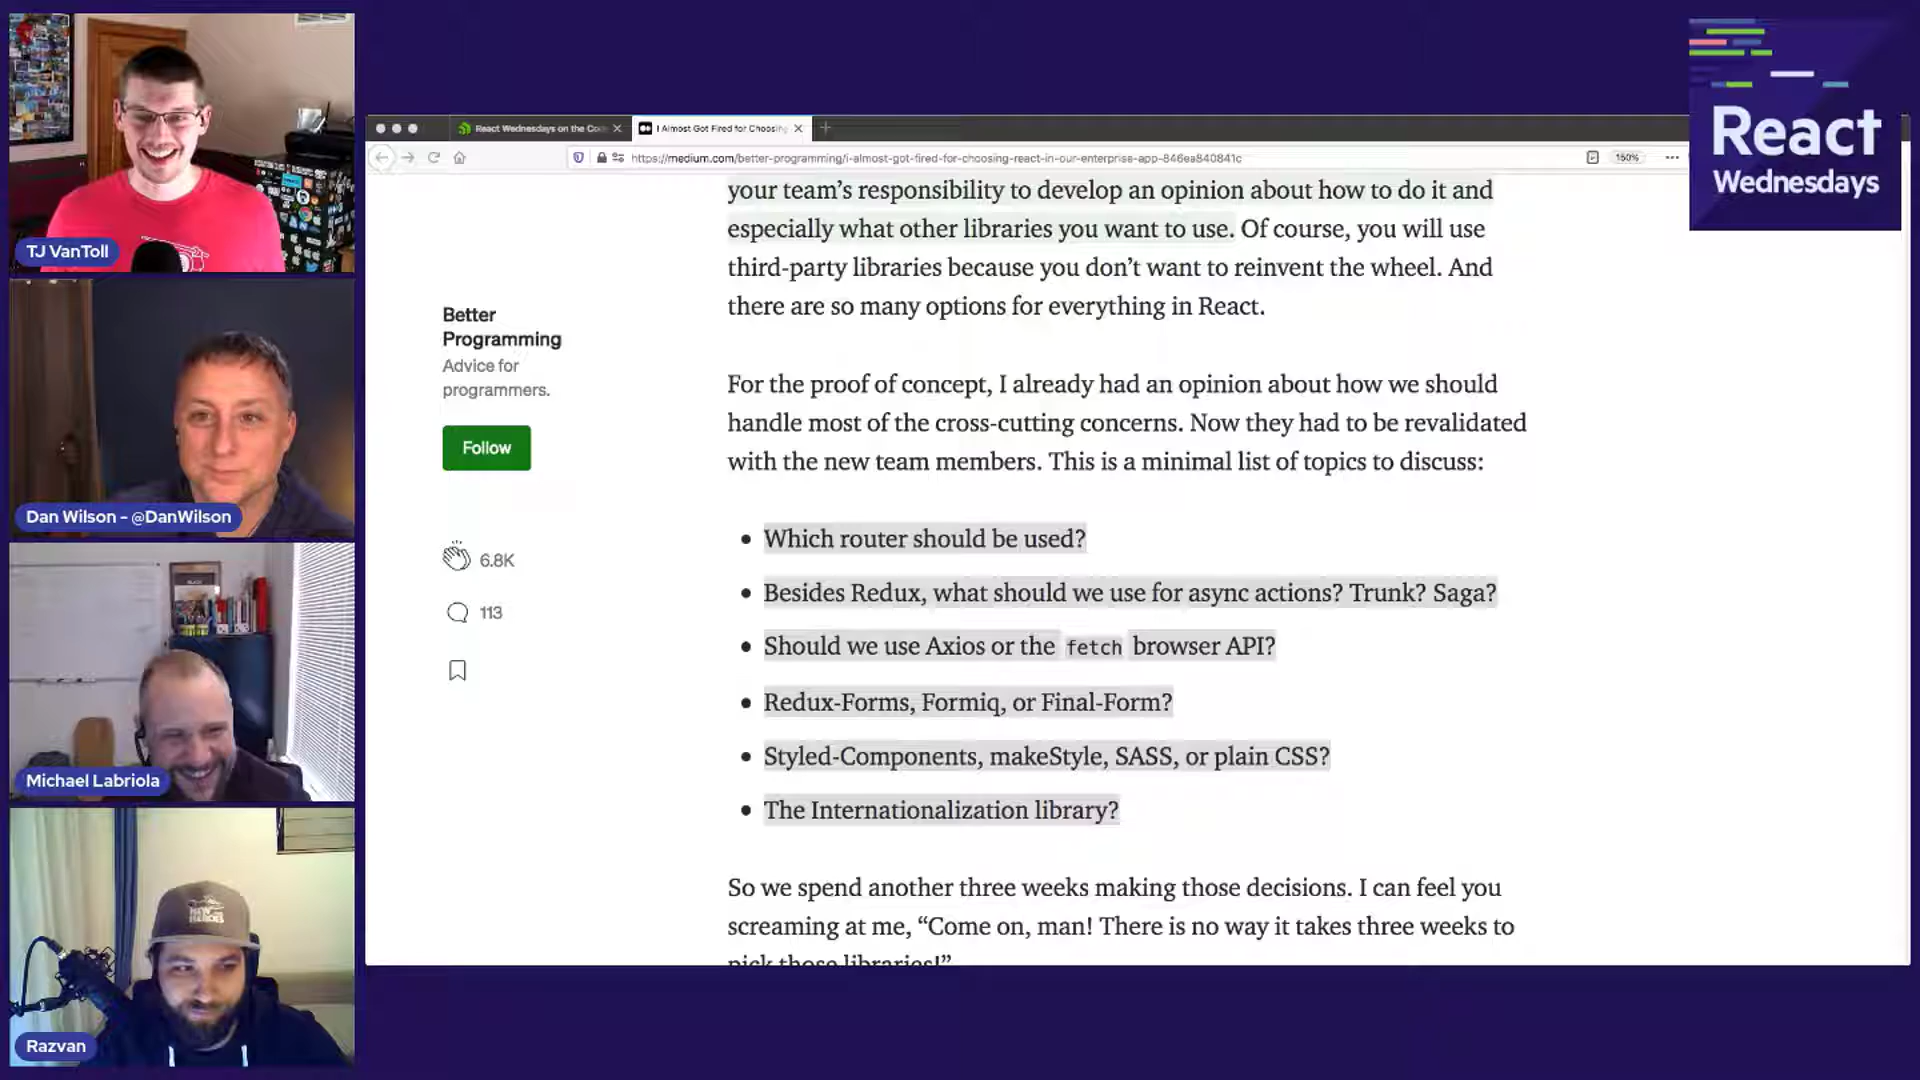 TJ VanToll
Dan Wilson - @DanWilson
Michael Labriola
Razvan
React Wednesdays on the Co
I Almost Got Fired for Choosing
https://medium.com/better-programming/i-almost-got-fired-for-choosing-react-in-our-enterprise-app-846ea840841c
150%
React
Wednesdays
Better
Programming
Advice for
programmers.
Follow
6.8K
113
your team’s responsibility to develop an opinion about how to do it and
especially what other libraries you want to use. Of course, you will use
third-party libraries because you don’t want to reinvent the wheel. And
there are so many options for everything in React.
For the proof of concept, I already had an opinion about how we should
handle most of the cross-cutting concerns. Now they had to be revalidated
with the new team members. This is a minimal list of topics to discuss:
• Which router should be used?
• Besides Redux, what should we use for async actions? Trunk? Saga?
• Should we use Axios or the fetch browser API?
• Redux-Forms, Formiq, or Final-Form?
• Styled-Components, makeStyle, SASS, or plain CSS?
• The Internationalization library?
So we spend another three weeks making those decisions. I can feel you
screaming at me, “Come on, man! There is no way it takes three weeks to
pick those libraries!”